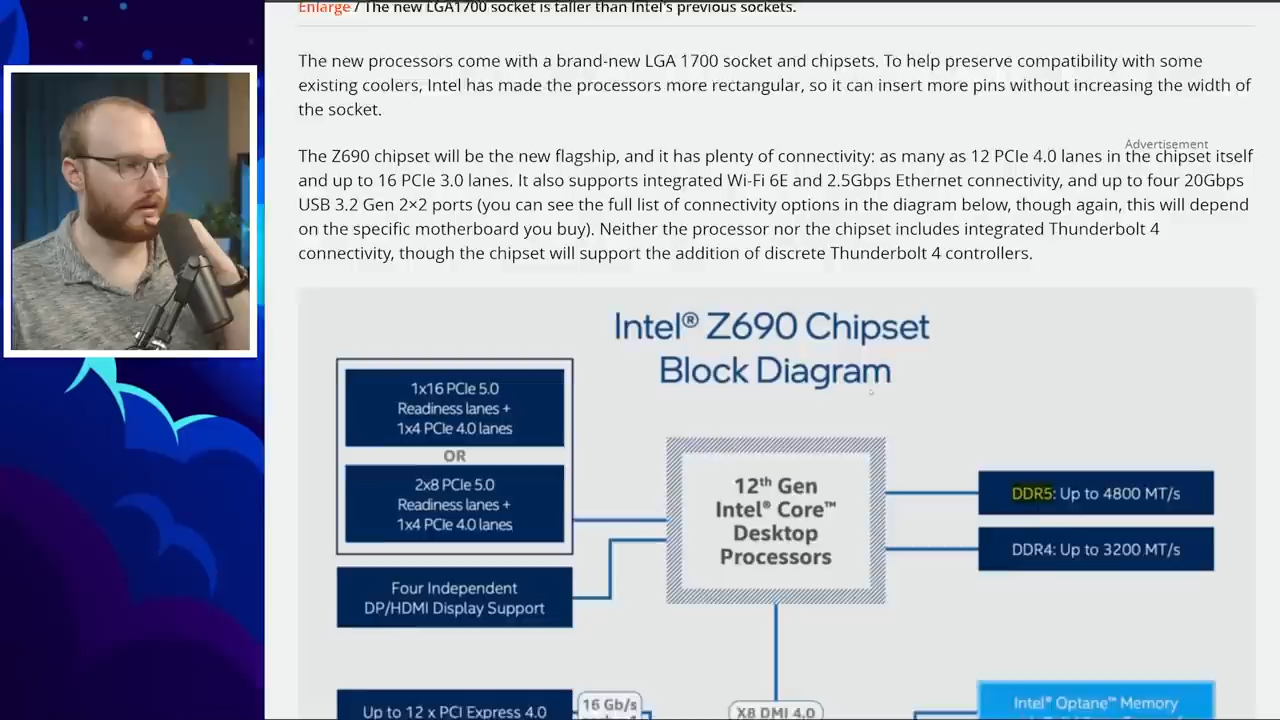 Enlarge / The new LGA1700 socket is taller than Intel's previous sockets.
The new processors come with a brand-new LGA 1700 socket and chipsets. To help preserve compatibility with some
existing coolers, Intel has made the processors more rectangular, so it can insert more pins without increasing the width of
the socket.
Advertisement
The Z690 chipset will be the new flagship, and it has plenty of connectivity: as many as 12 PCIe 4.0 lanes in the chipset itself
and up to 16 PCIe 3.0 lanes. It also supports integrated Wi-Fi 6E and 2.5Gbps Ethernet connectivity, and up to four 20Gbps
USB 3.2 Gen 2×2 ports (you can see the full list of connectivity options in the diagram below, though again, this will depend
on the specific motherboard you buy). Neither the processor nor the chipset includes integrated Thunderbolt 4
connectivity, though the chipset will support the addition of discrete Thunderbolt 4 controllers.
Intel® Z690 Chipset
Block Diagram
1x16 PCIe 5.0
Readiness lanes +
1x4 PCIe 4.0 lanes
OR
2x8 PCIe 5.0
Readiness lanes +
1x4 PCIe 4.0 lanes
Four Independent
DP/HDMI Display Support
12th Gen
Intel® Core™
Desktop
Processors
DDR5: Up to 4800 MT/s
DDR4: Up to 3200 MT/s
Up to 12 x PCI Express 4.0
16 Gb/s
X8 DMI 4.0
Intel® Optane™ Memory